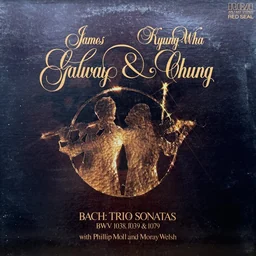 RCA
RED SEAL
James Kyung Wha
Galway & Chung
BACH: TRIO SONATAS
BWV 1038, 1039 & 1079
with Phillip Moll and Moray Welsh